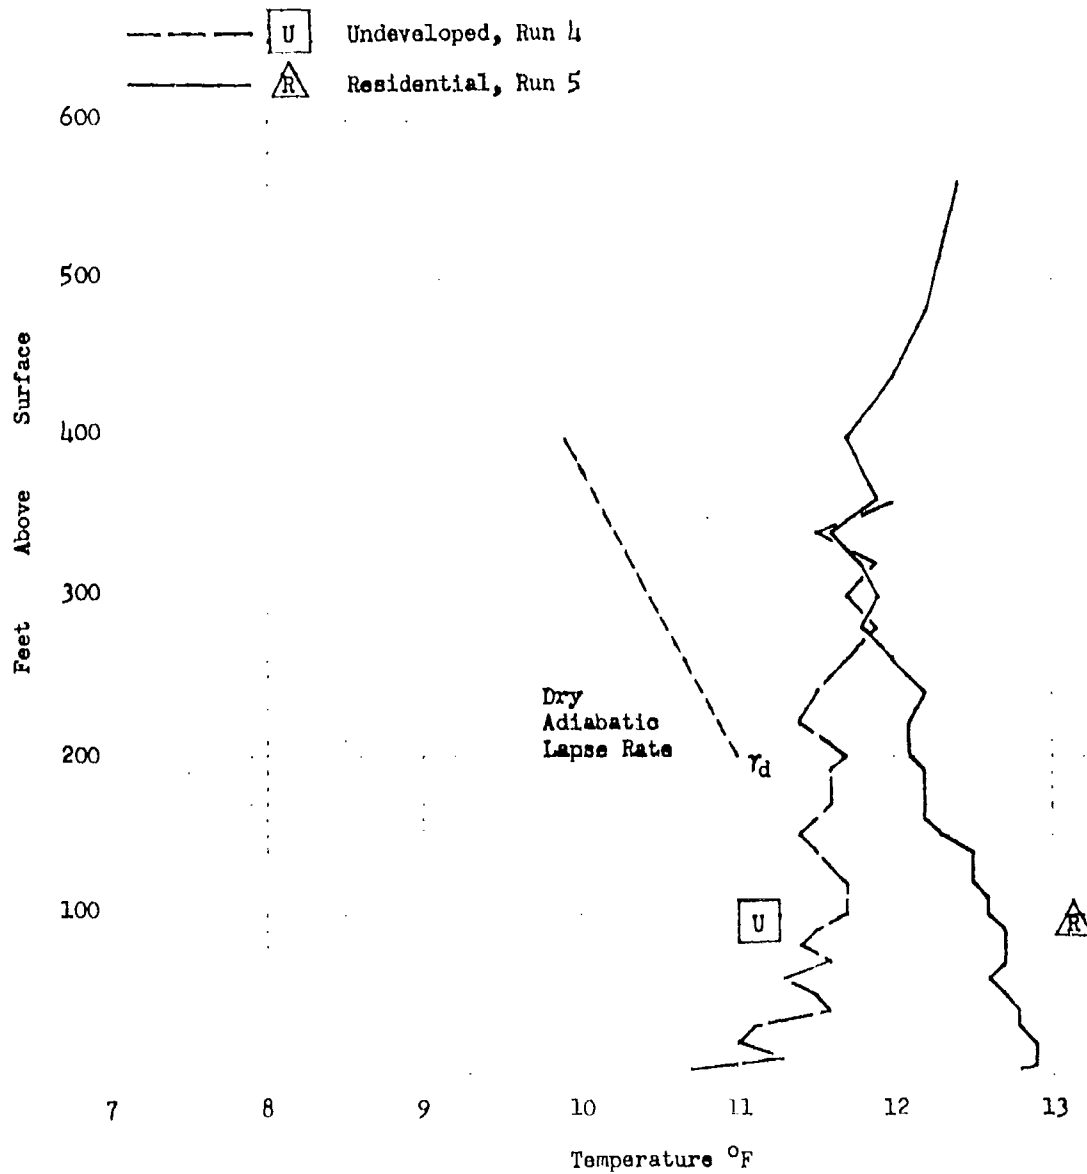 U Undeveloped, Run 4
R Residential, Run 5
600
500
400
300
200
100
Feet Above Surface
Dry
Adiabatic
Lapse Rate
γd
U
R
7 8 9 10 11 12 13
Temperature °F